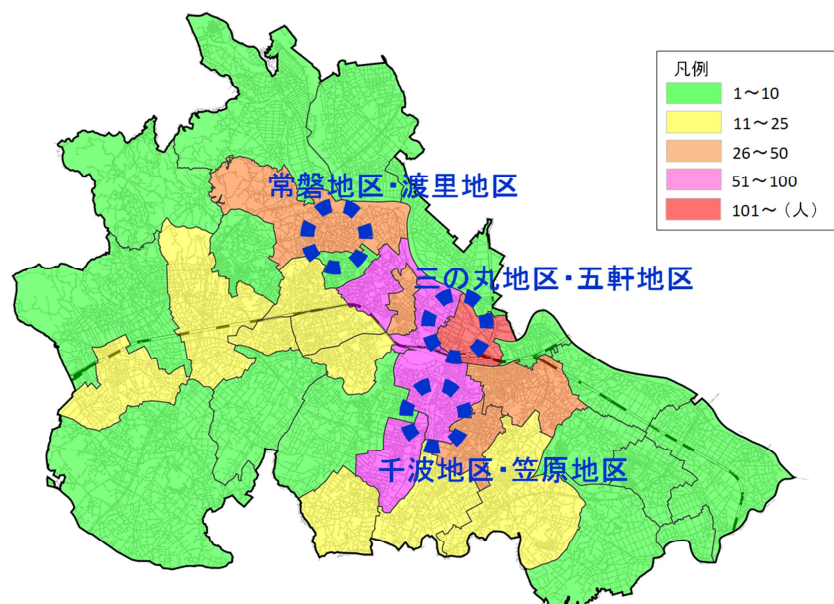 凡例
1～10
11～25
26～50
51～100
101～（人）
常磐地区・渡里地区
三の丸地区・五軒地区
千波地区・笠原地区